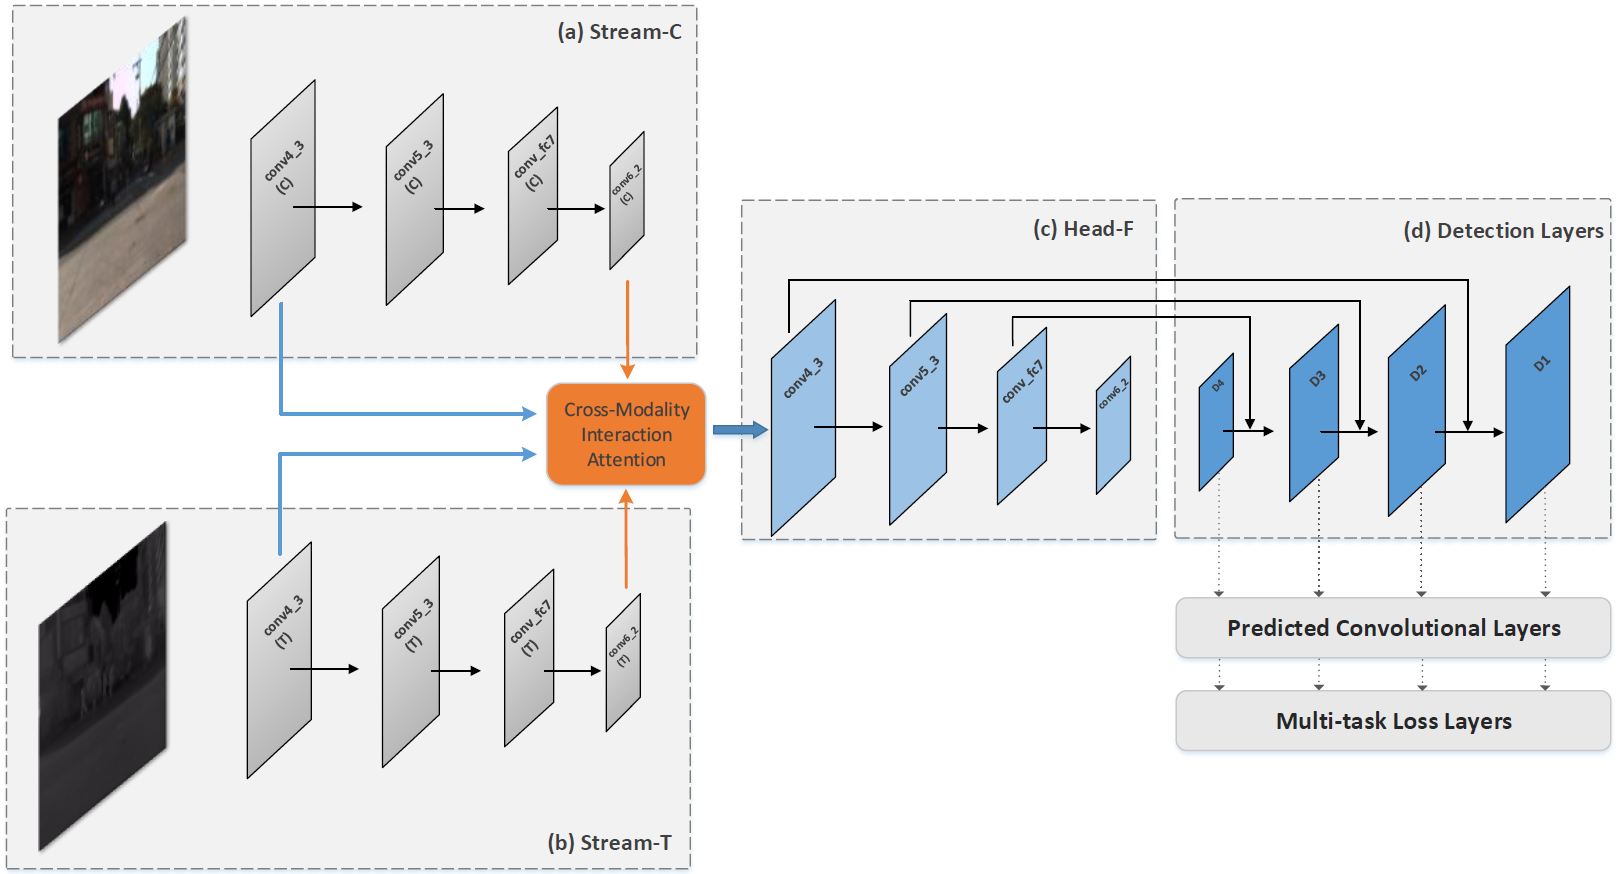 (a) Stream-C
conv4_3
(C)
conv5_3
(C)
conv_fc7
(C)
conv6_2
(C)
Cross-Modality
Interaction
Attention
(b) Stream-T
conv4_3
(T)
conv5_3
(T)
conv_fc7
(T)
conv6_2
(T)
(c) Head-F
conv4_3
conv5_3
conv_fc7
conv6_2
(d) Detection Layers
D4
D3
D2
D1
Predicted Convolutional Layers
Multi-task Loss Layers